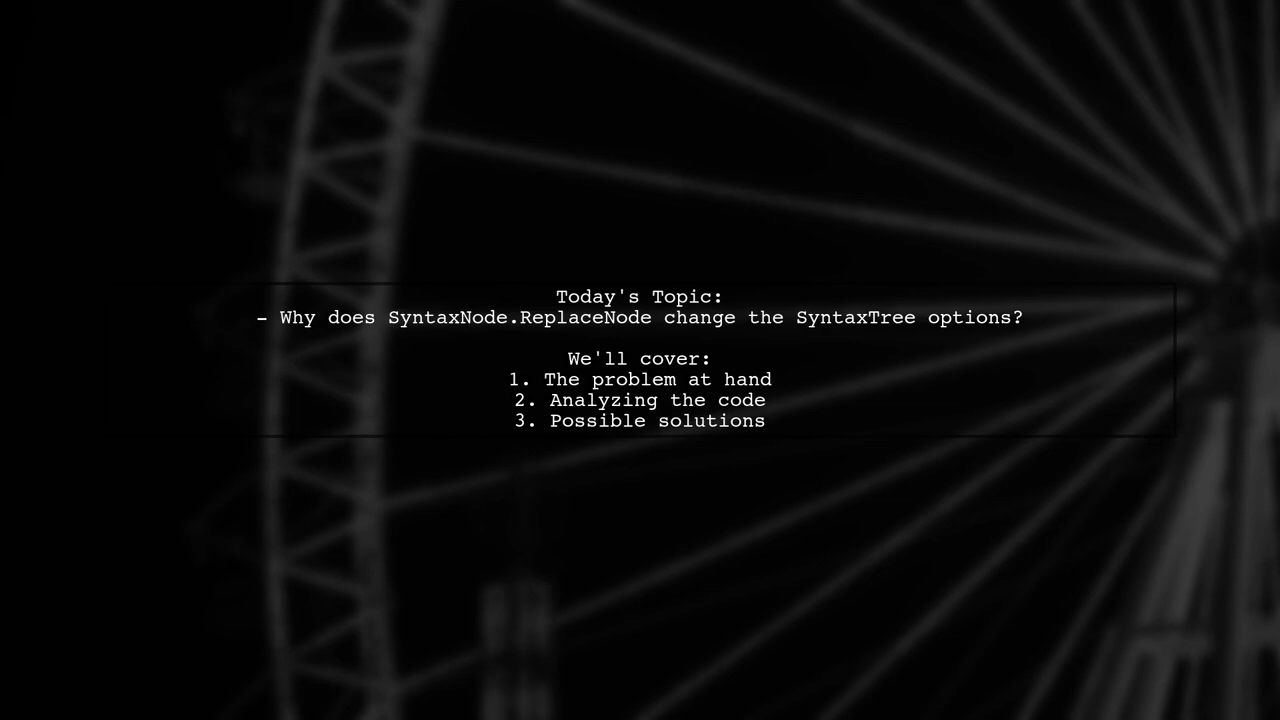 Today's Topic:
- Why does SyntaxNode.ReplaceNode change the SyntaxTree options?
We'll cover:
1. The problem at hand
2. Analyzing the code
3. Possible solutions